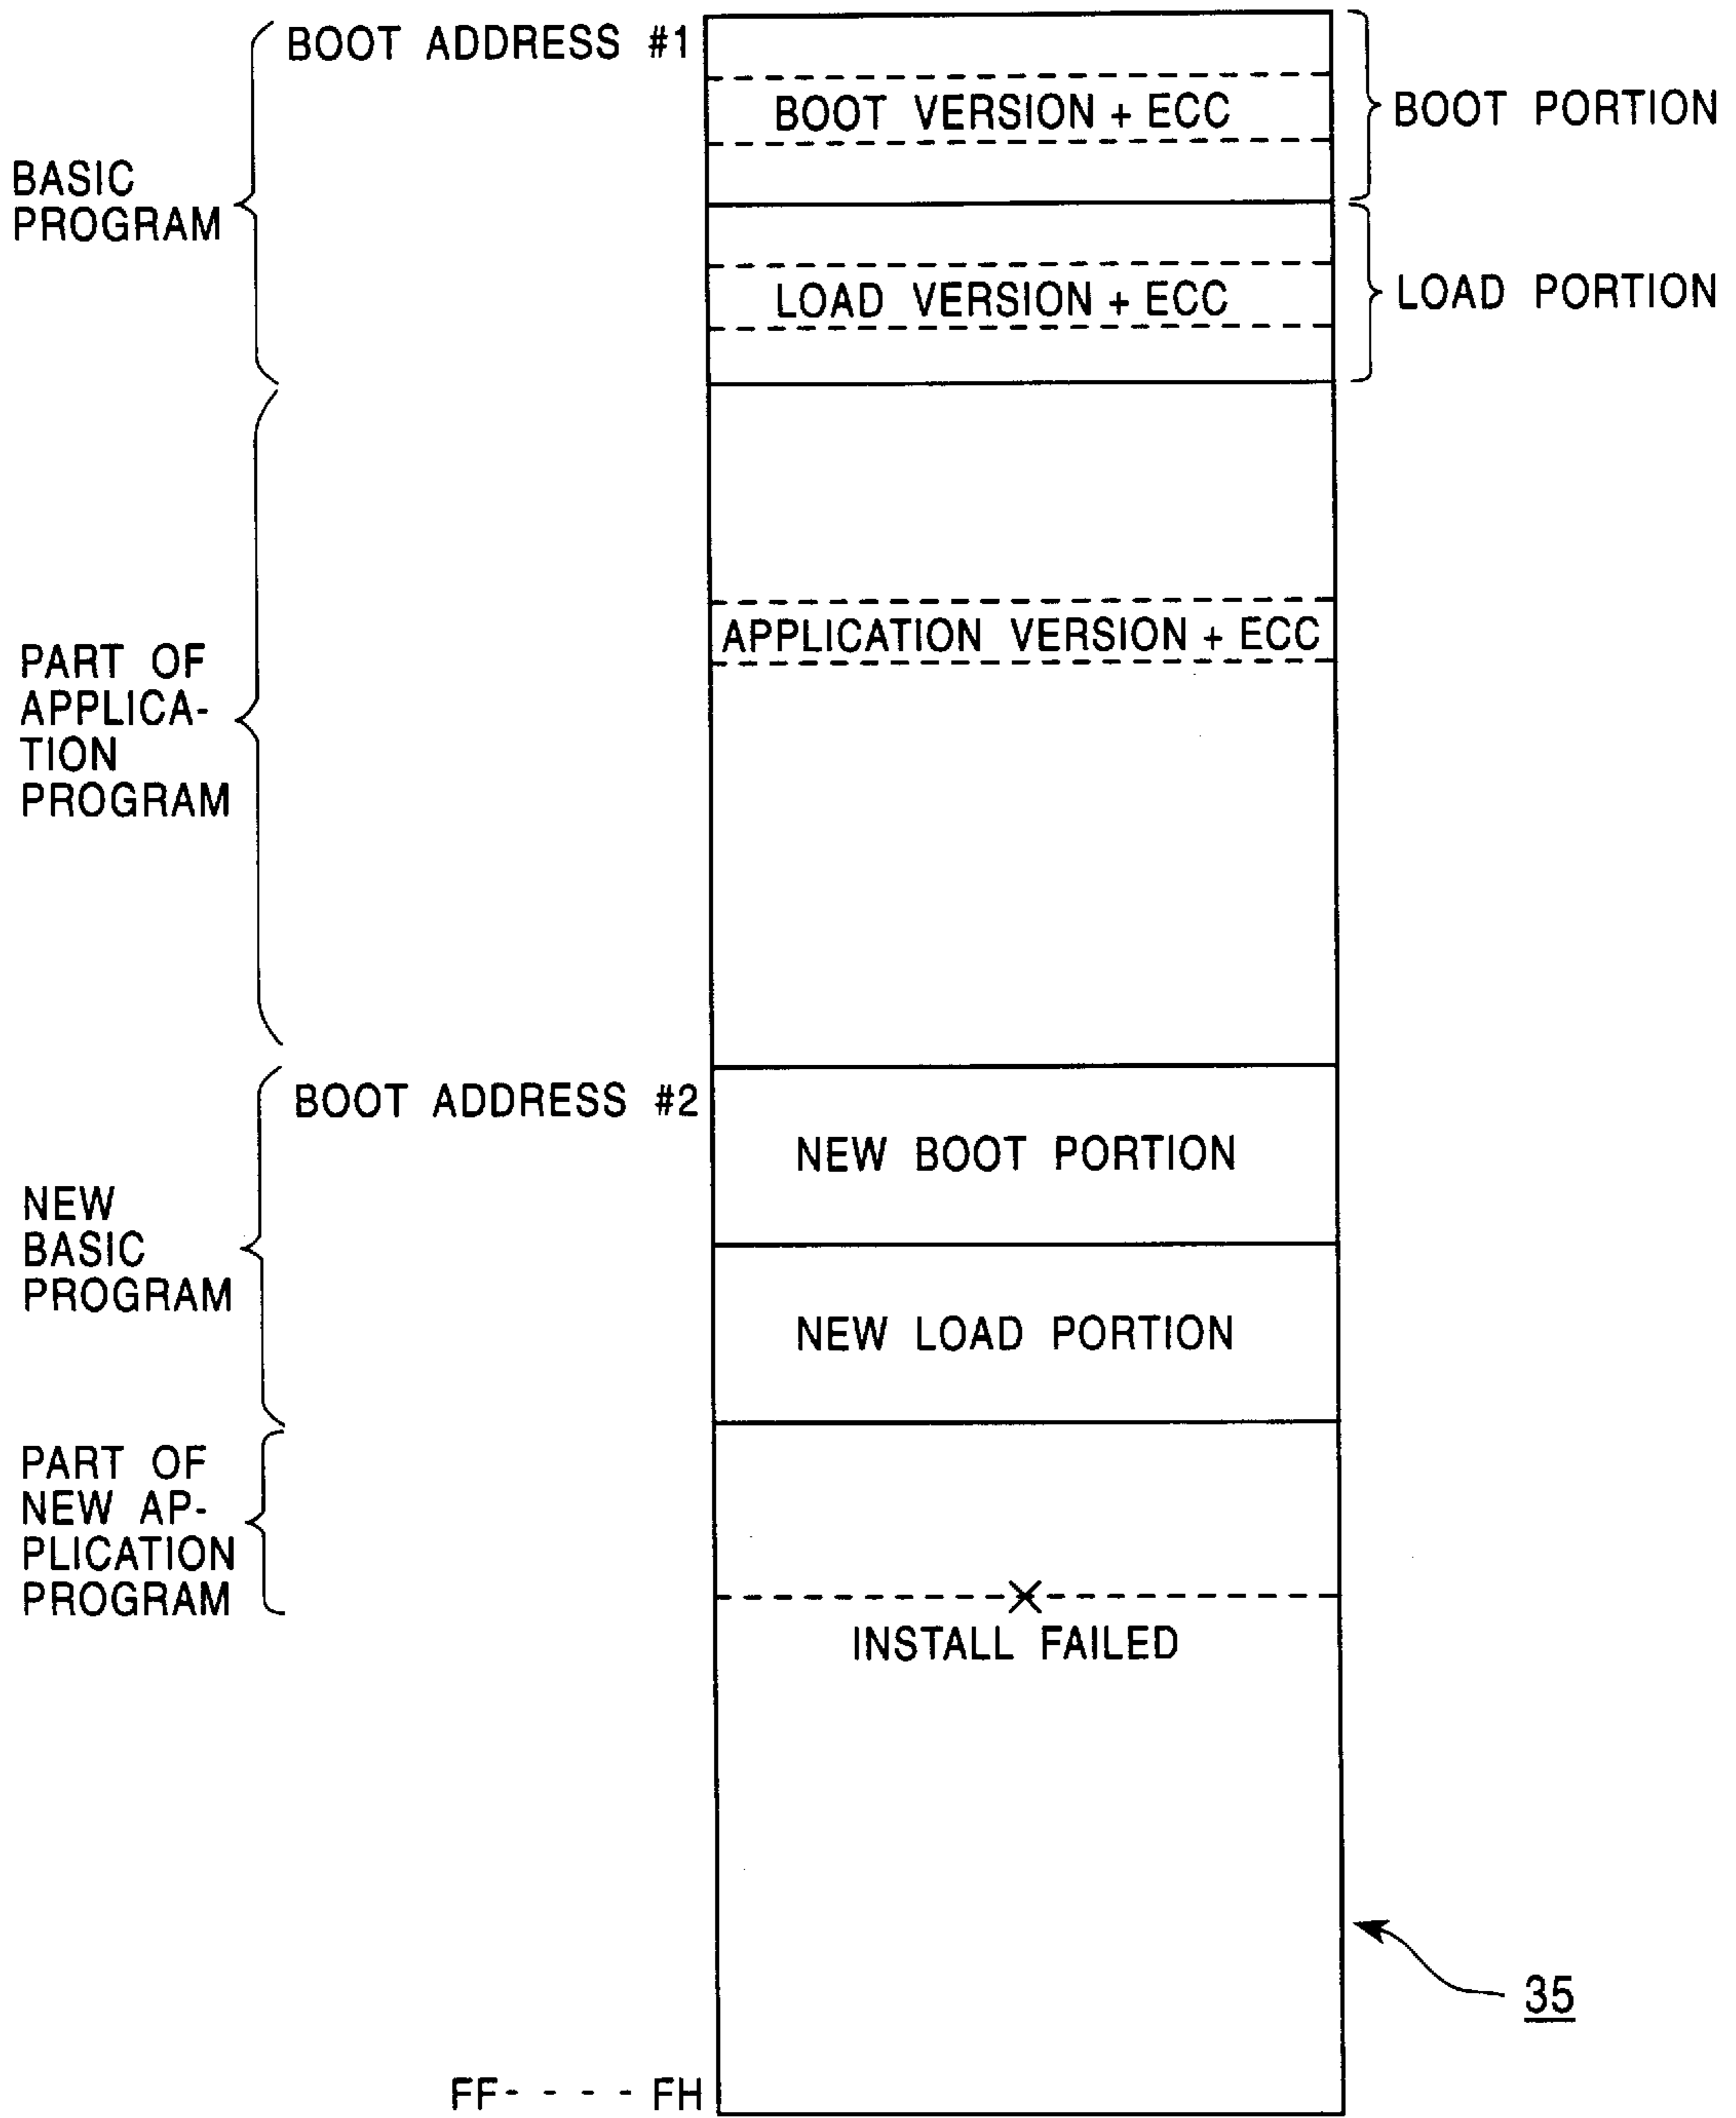 BOOT ADDRESS #1
BOOT VERSION + ECC
BOOT PORTION
BASIC
PROGRAM
LOAD VERSION + ECC
LOAD PORTION
APPLICATION VERSION + ECC
PART OF
APPLICA-
TION
PROGRAM
BOOT ADDRESS #2
NEW BOOT PORTION
NEW
BASIC
PROGRAM
NEW LOAD PORTION
PART OF
NEW AP-
PLICATION
PROGRAM
INSTALL FAILED
35
FF- - - - FH